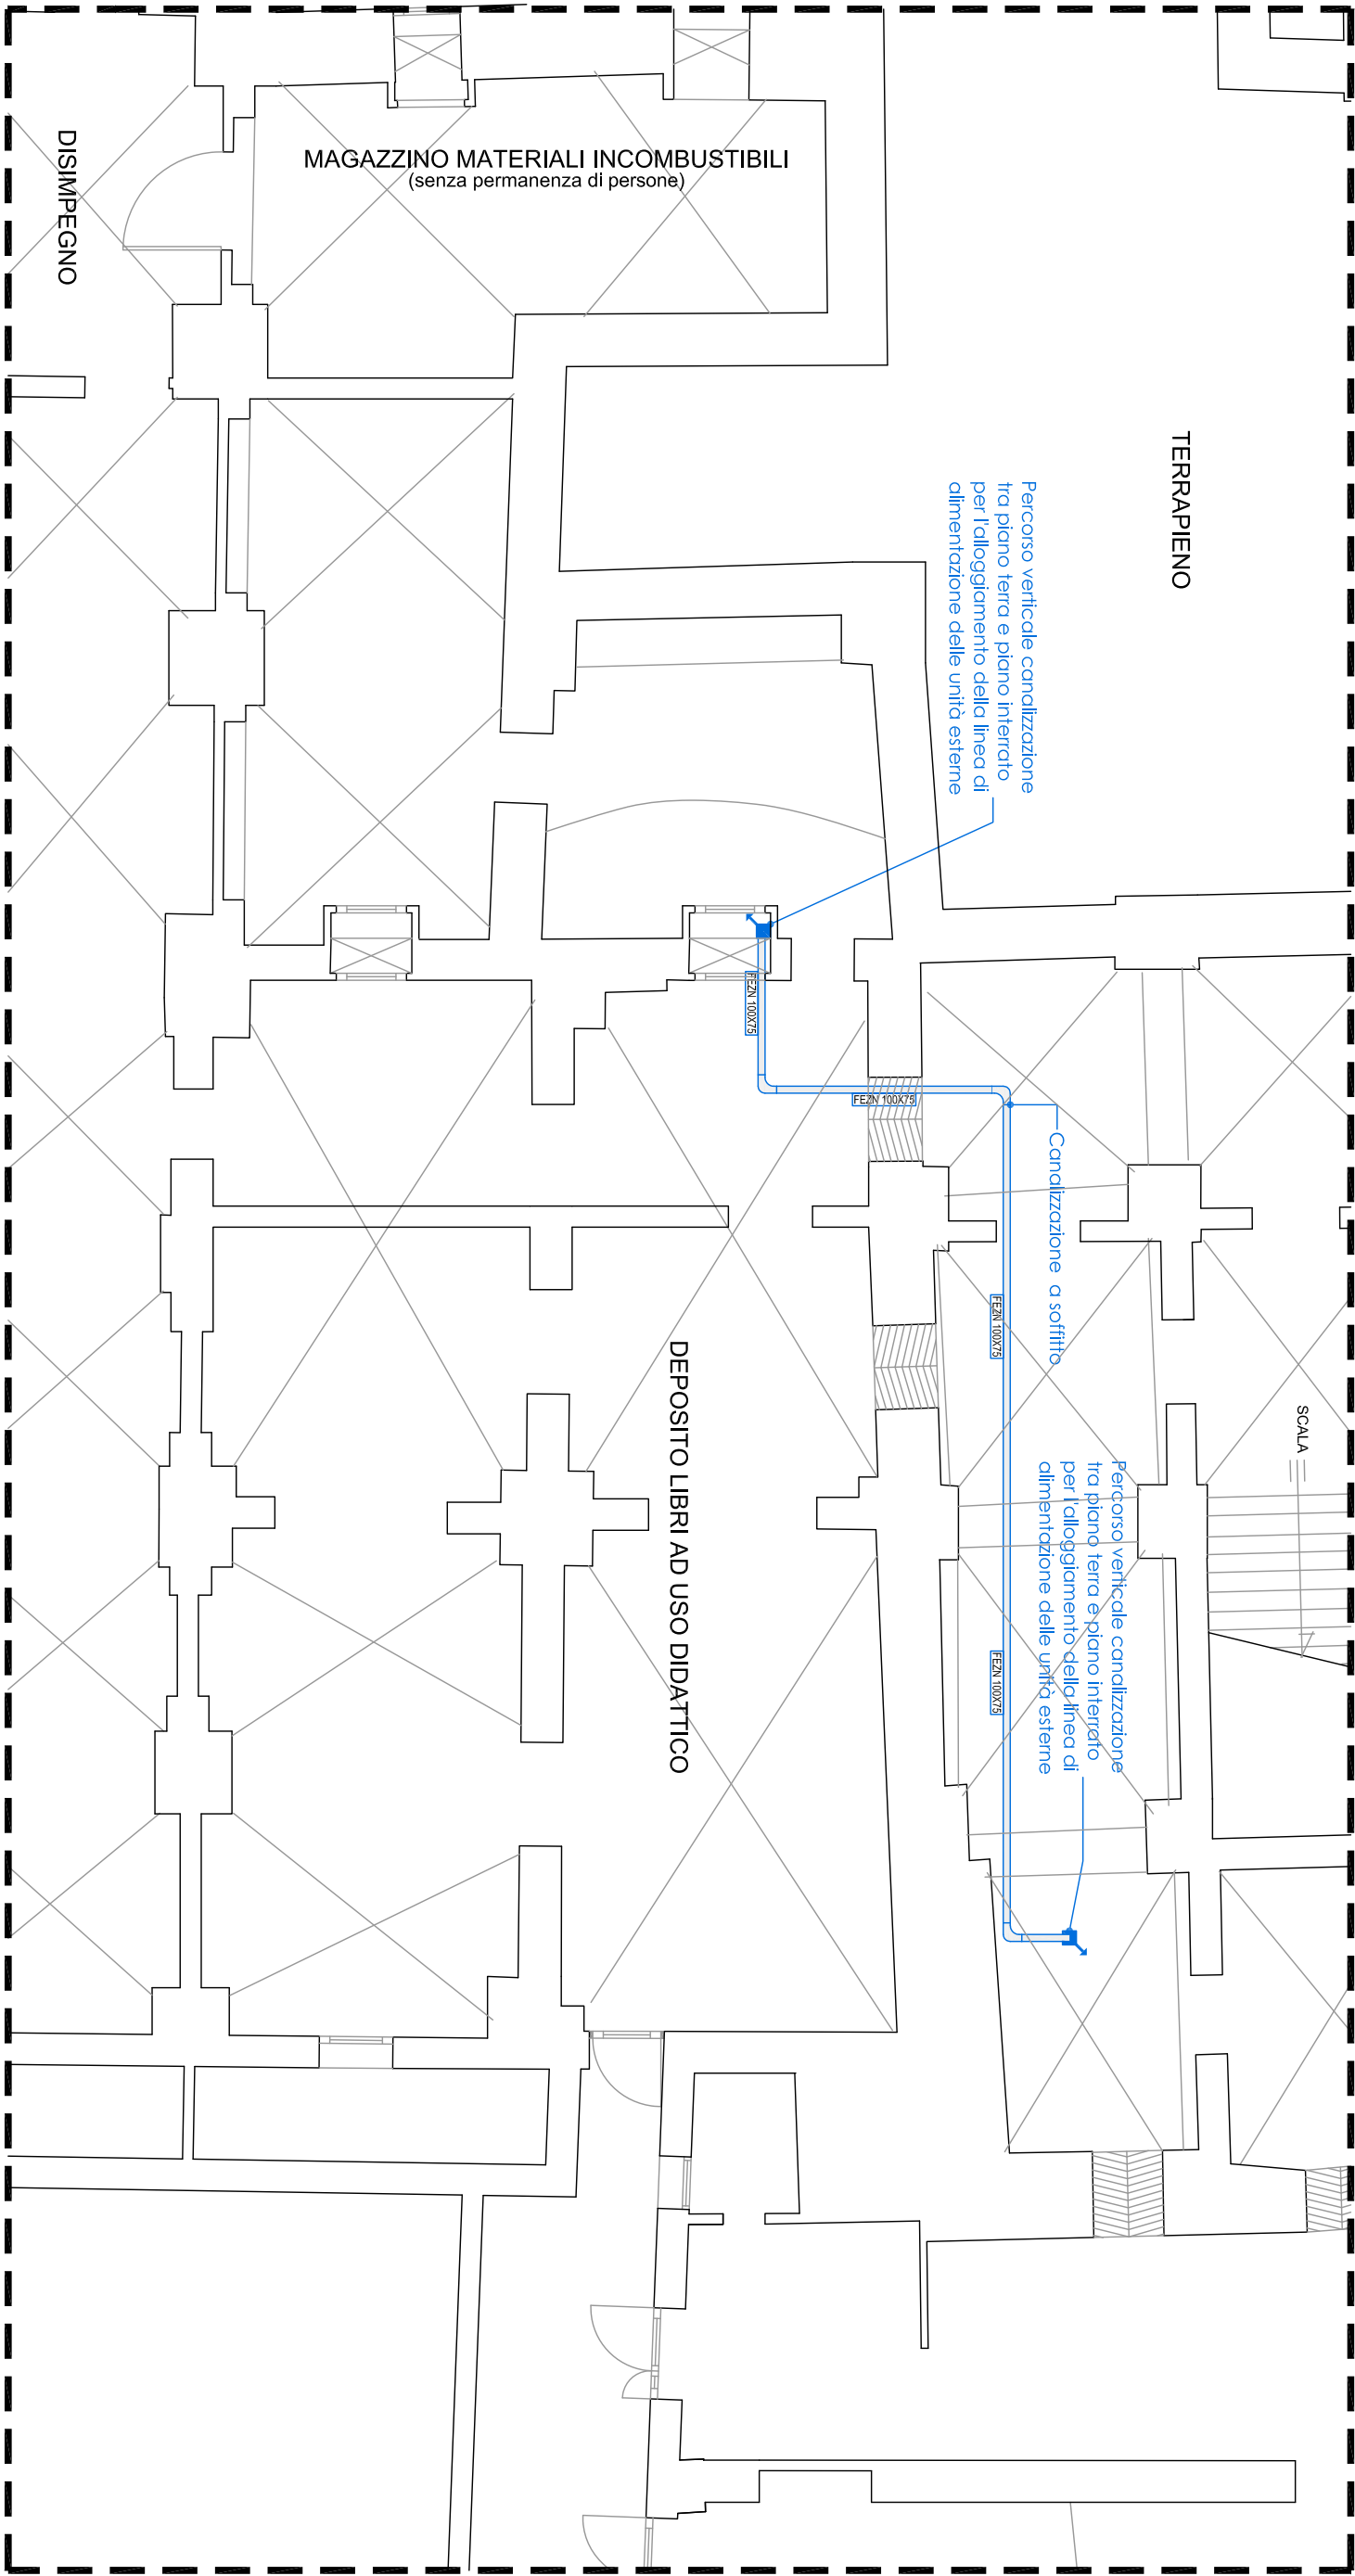 MAGAZZINO MATERIALI INCOMBUSTIBILI
(senza permanenza di persone)
DISIMPEGNO
TERRAPIENO
Percorso verticale canalizzazione
tra piano terra e piano interrato
per l'alloggiamento della linea di
alimentazione delle unità esterne
FEZN 100X75
FEZN 100X75
Canalizzazione a soffitto
FEZN 100X75
SCALA
DEPOSITO LIBRI AD USO DIDATTICO
Percorso verticale canalizzazione
tra piano terra e piano interrato
per l'alloggiamento della linea di
alimentazione delle unità esterne
FEZN 100X75